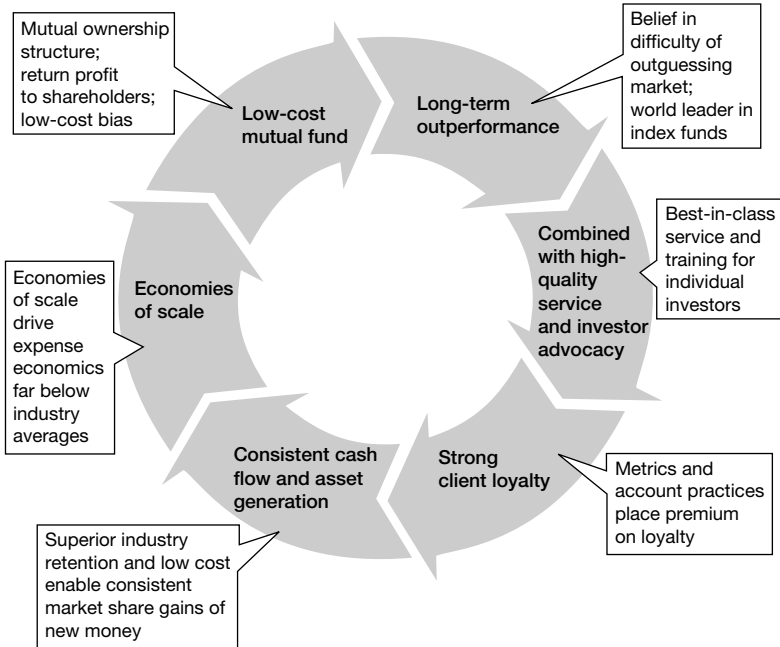 Mutual ownership
structure;
return profit
to shareholders;
low-cost bias
Low-cost
mutual fund
Long-term
outperformance
Belief in
difficulty of
outguessing
market;
world leader in
index funds
Combined
with high-
quality
service
and investor
advocacy
Best-in-class
service and
training for
individual
investors
Strong
client loyalty
Metrics and
account practices
place premium
on loyalty
Consistent cash
flow and asset
generation
Superior industry
retention and low cost
enable consistent
market share gains of
new money
Economies
of scale
Economies
of scale
drive
expense
economics
far below
industry
averages